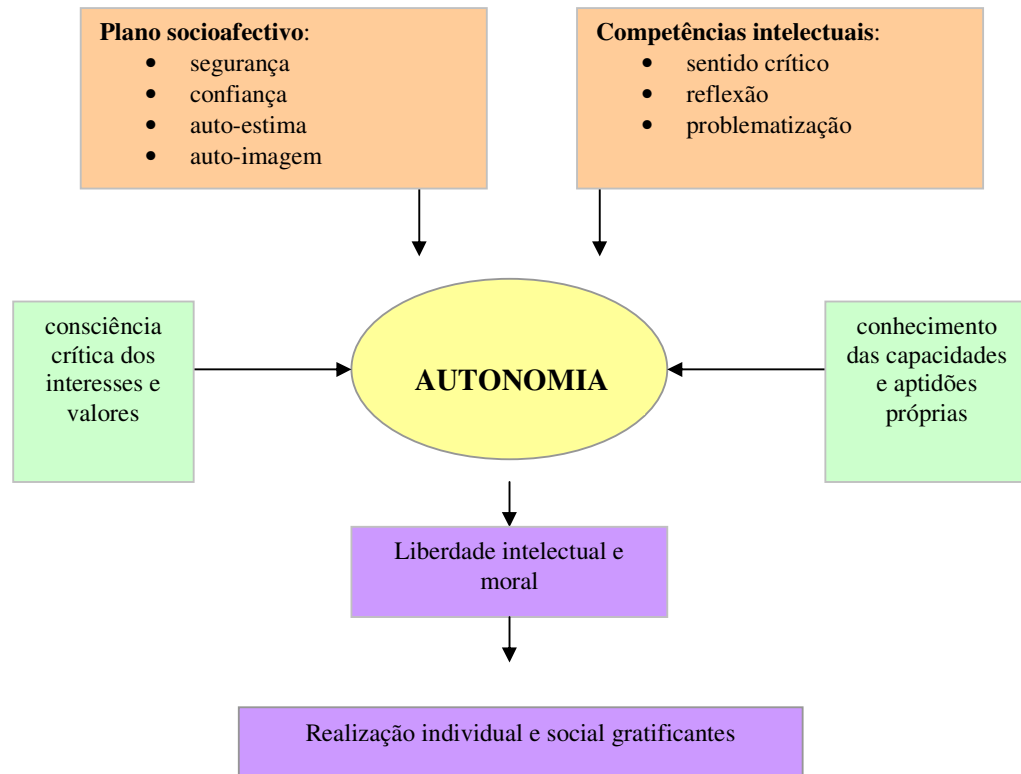 Plano socioafectivo:
• segurança
• confiança
• auto-estima
• auto-imagem
Competências intelectuais:
• sentido crítico
• reflexão
• problematização
consciência
crítica dos
interesses e
valores
AUTONOMIA
conhecimento
das capacidades
e aptidões
próprias
Liberdade intelectual e
moral
Realização individual e social gratificantes